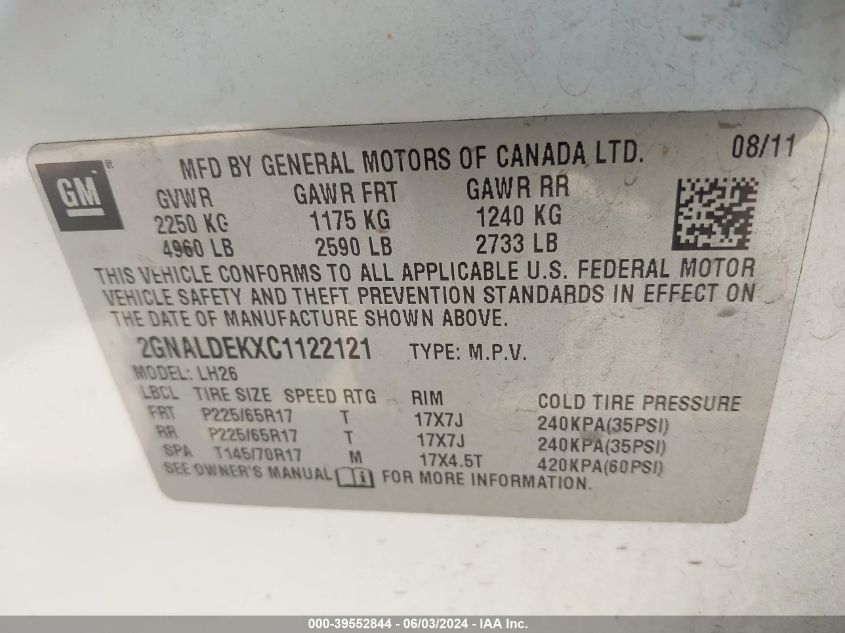 GM ®
MFD BY GENERAL MOTORS OF CANADA LTD. 08/11
GVWR GAWR FRT GAWR RR
2250 KG 1175 KG 1240 KG
4960 LB 2590 LB 2733 LB
THIS VEHICLE CONFORMS TO ALL APPLICABLE U.S. FEDERAL MOTOR
VEHICLE SAFETY AND THEFT PREVENTION STANDARDS IN EFFECT ON
THE DATE OF MANUFACTURE SHOWN ABOVE.
2GNALDEKXC1122121 TYPE: M.P.V.
MODEL: LH26
LBCL TIRE SIZE SPEED RTG RIM COLD TIRE PRESSURE
FRT P225/65R17 T 17X7J 240KPA(35PSI)
RR P225/65R17 T 17X7J 240KPA(35PSI)
SPA T145/70R17 M 17X4.5T 420KPA(60PSI)
SEE OWNER'S MANUAL i FOR MORE INFORMATION.
000-39552844 - 06/03/2024 - IAA Inc.